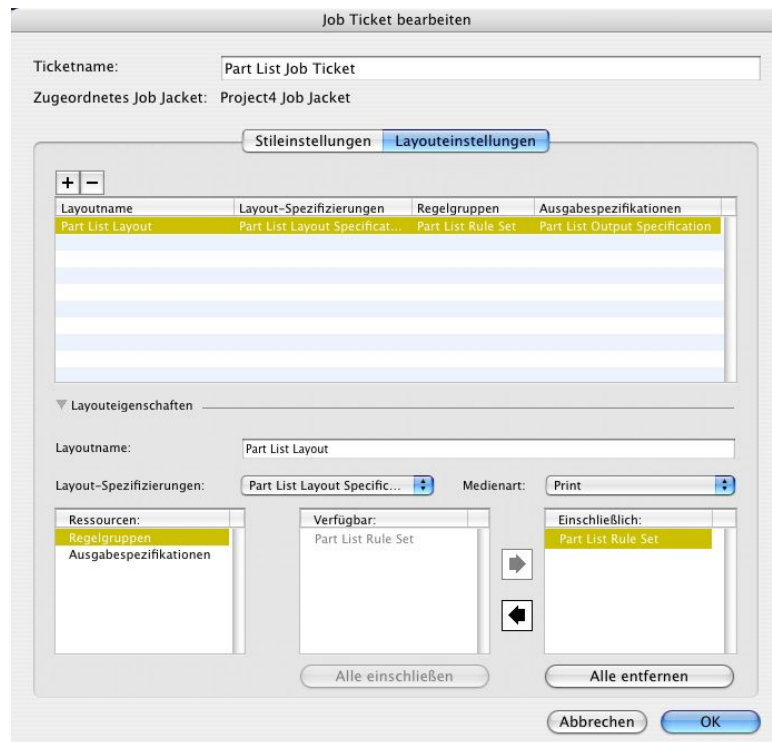 Job Ticket bearbeiten
Ticketname: Part List Job Ticket
Zugeordnetes Job Jacket: Project4 Job Jacket
Stileinstellungen Layouteinstellungen
+ −
Layoutname Layout-Spezifizierungen Regelgruppen Ausgabespezifikationen
Part List Layout Part List Layout Specificat... Part List Rule Set Part List Output Specification
Layouteigenschaften
Layoutname: Part List Layout
Layout-Spezifizierungen: Part List Layout Specific... Medienart: Print
Ressourcen: Verfügbar: Einschließlich:
Regelgruppen Part List Rule Set Part List Rule Set
Ausgabespezifikationen
Alle einschließen Alle entfernen
Abbrechen OK